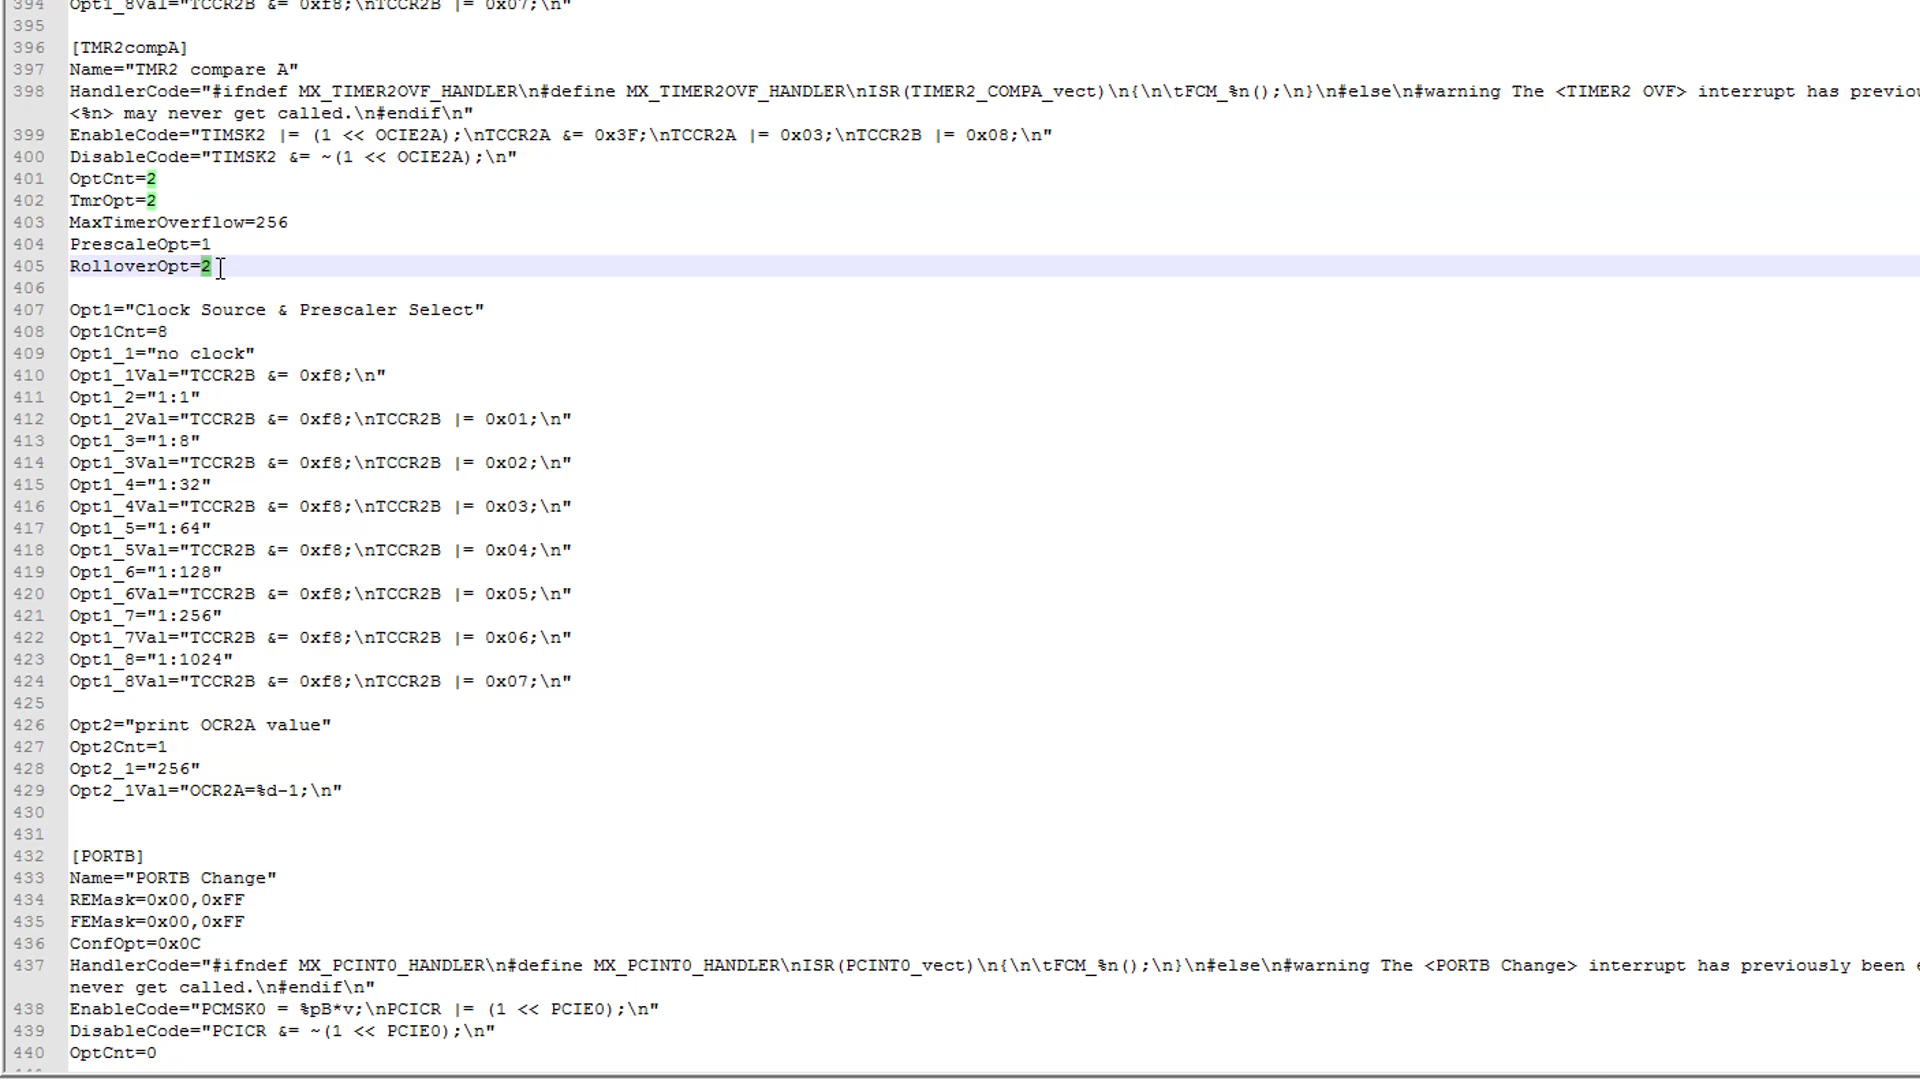 394 Opt1_8Val="TCCR2B &= 0xf8;\nTCCR2B |= 0x07;\n"
395
396 [TMR2compA]
397 Name="TMR2 compare A"
398 HandlerCode="#ifndef MX_TIMER2OVF_HANDLER\n#define MX_TIMER2OVF_HANDLER\nISR(TIMER2_COMPA_vect)\n{\n\tFCM_%n();\n}\n#else\n#warning The <TIMER2 OVF> interrupt has previou
<%n> may never get called.\n#endif\n"
399 EnableCode="TIMSK2 |= (1 << OCIE2A);\nTCCR2A &= 0x3F;\nTCCR2A |= 0x03;\nTCCR2B |= 0x08;\n"
400 DisableCode="TIMSK2 &= ~(1 << OCIE2A);\n"
401 OptCnt=2
402 TmrOpt=2
403 MaxTimerOverflow=256
404 PrescaleOpt=1
405 RolloverOpt=2
406
407 Opt1="Clock Source & Prescaler Select"
408 Opt1Cnt=8
409 Opt1_1="no clock"
410 Opt1_1Val="TCCR2B &= 0xf8;\n"
411 Opt1_2="1:1"
412 Opt1_2Val="TCCR2B &= 0xf8;\nTCCR2B |= 0x01;\n"
413 Opt1_3="1:8"
414 Opt1_3Val="TCCR2B &= 0xf8;\nTCCR2B |= 0x02;\n"
415 Opt1_4="1:32"
416 Opt1_4Val="TCCR2B &= 0xf8;\nTCCR2B |= 0x03;\n"
417 Opt1_5="1:64"
418 Opt1_5Val="TCCR2B &= 0xf8;\nTCCR2B |= 0x04;\n"
419 Opt1_6="1:128"
420 Opt1_6Val="TCCR2B &= 0xf8;\nTCCR2B |= 0x05;\n"
421 Opt1_7="1:256"
422 Opt1_7Val="TCCR2B &= 0xf8;\nTCCR2B |= 0x06;\n"
423 Opt1_8="1:1024"
424 Opt1_8Val="TCCR2B &= 0xf8;\nTCCR2B |= 0x07;\n"
425
426 Opt2="print OCR2A value"
427 Opt2Cnt=1
428 Opt2_1="256"
429 Opt2_1Val="OCR2A=%d-1;\n"
430
431
432 [PORTB]
433 Name="PORTB Change"
434 REMask=0x00,0xFF
435 FEMask=0x00,0xFF
436 ConfOpt=0x0C
437 HandlerCode="#ifndef MX_PCINT0_HANDLER\n#define MX_PCINT0_HANDLER\nISR(PCINT0_vect)\n{\n\tFCM_%n();\n}\n#else\n#warning The <PORTB Change> interrupt has previously been e
never get called.\n#endif\n"
438 EnableCode="PCMSK0 = %pB*v;\nPCICR |= (1 << PCIE0);\n"
439 DisableCode="PCICR &= ~(1 << PCIE0);\n"
440 OptCnt=0